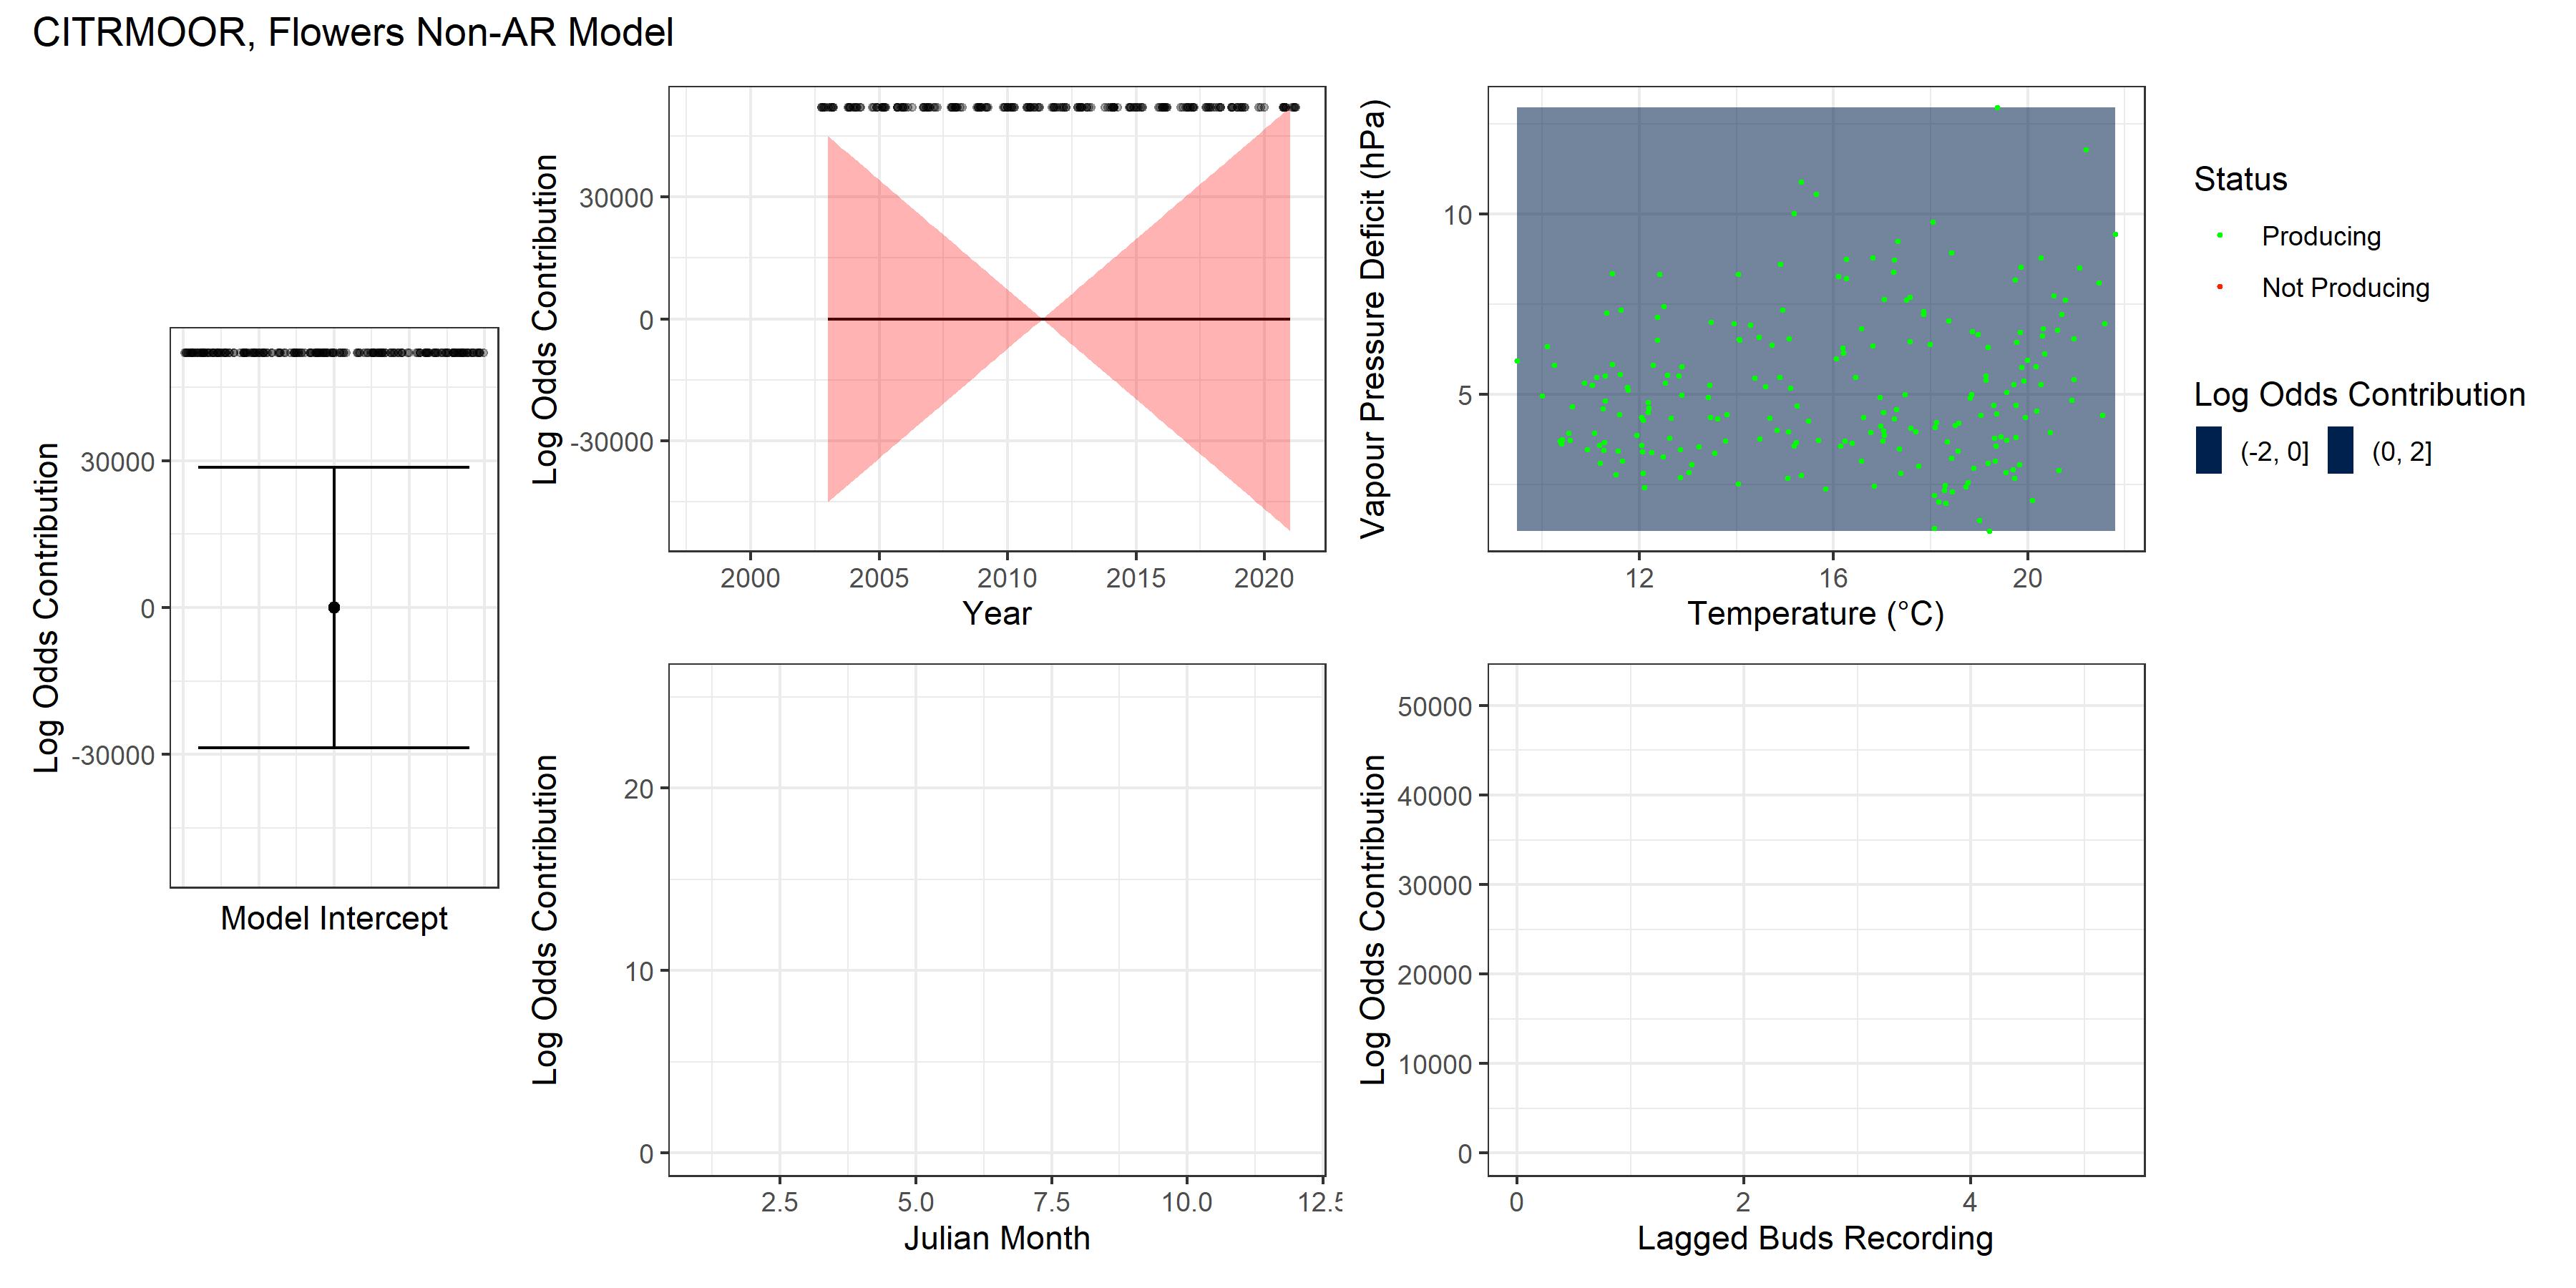 CITRMOOR, Flowers Non-AR Model
Log Odds Contribution
30000
0
-30000
Model Intercept
Log Odds Contribution
30000
0
-30000
2000 2005 2010 2015 2020
Year
Vapour Pressure Deficit (hPa)
10
5
12 16 20
Temperature (°C)
Status
Producing
Not Producing
Log Odds Contribution
(-2, 0] (0, 2]
Log Odds Contribution
20
10
0
2.5 5.0 7.5 10.0 12.5
Julian Month
Log Odds Contribution
50000
40000
30000
20000
10000
0
0 2 4
Lagged Buds Recording